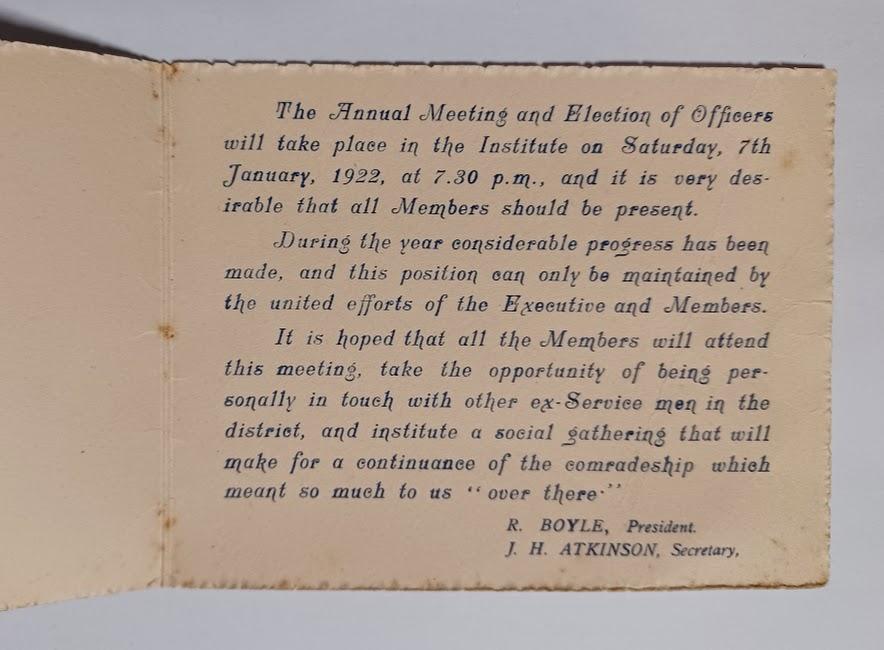 The Annual Meeting and Election of Officers
will take place in the Institute on Saturday, 7th
January, 1922, at 7.30 p.m., and it is very des-
irable that all Members should be present.
During the year considerable progress has been
made, and this position can only be maintained by
the united efforts of the Executive and Members.
It is hoped that all the Members will attend
this meeting, take the opportunity of being per-
sonally in touch with other ex-Service men in the
district, and institute a social gathering that will
make for a continuance of the comradeship which
meant so much to us “over there.”
R. BOYLE, President.
J. H. ATKINSON, Secretary,